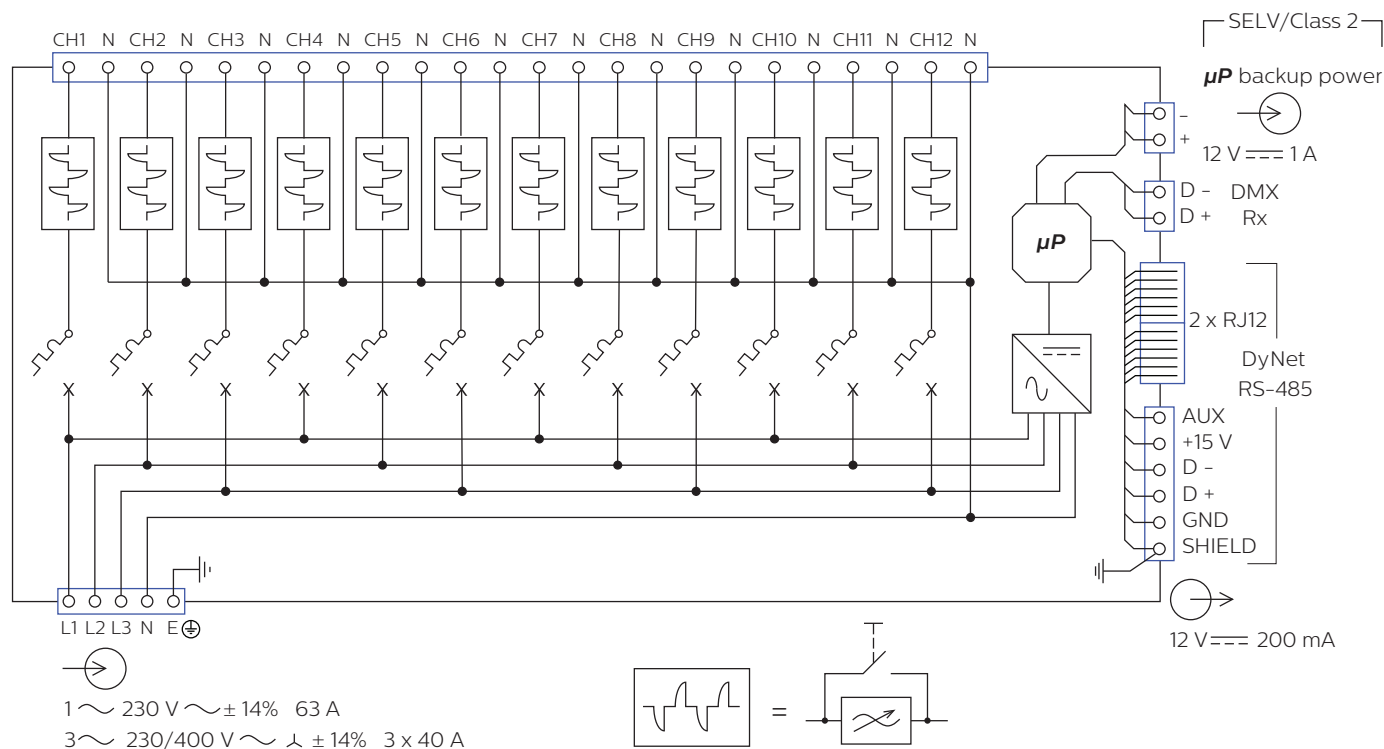 CH1 N CH2 N CH3 N CH4 N CH5 N CH6 N CH7 N CH8 N CH9 N CH10 N CH11 N CH12 N
SELV/Class 2
µP backup power
-
+
12 V 1 A
D - DMX
D + Rx
µP
2 x RJ12
DyNet
RS-485
AUX
+15 V
D -
D +
GND
SHIELD
12 V 200 mA
L1 L2 L3 N E
1 ~ 230 V ~ ± 14% 63 A
3 ~ 230/400 V ~ ± 14% 3 x 40 A
=